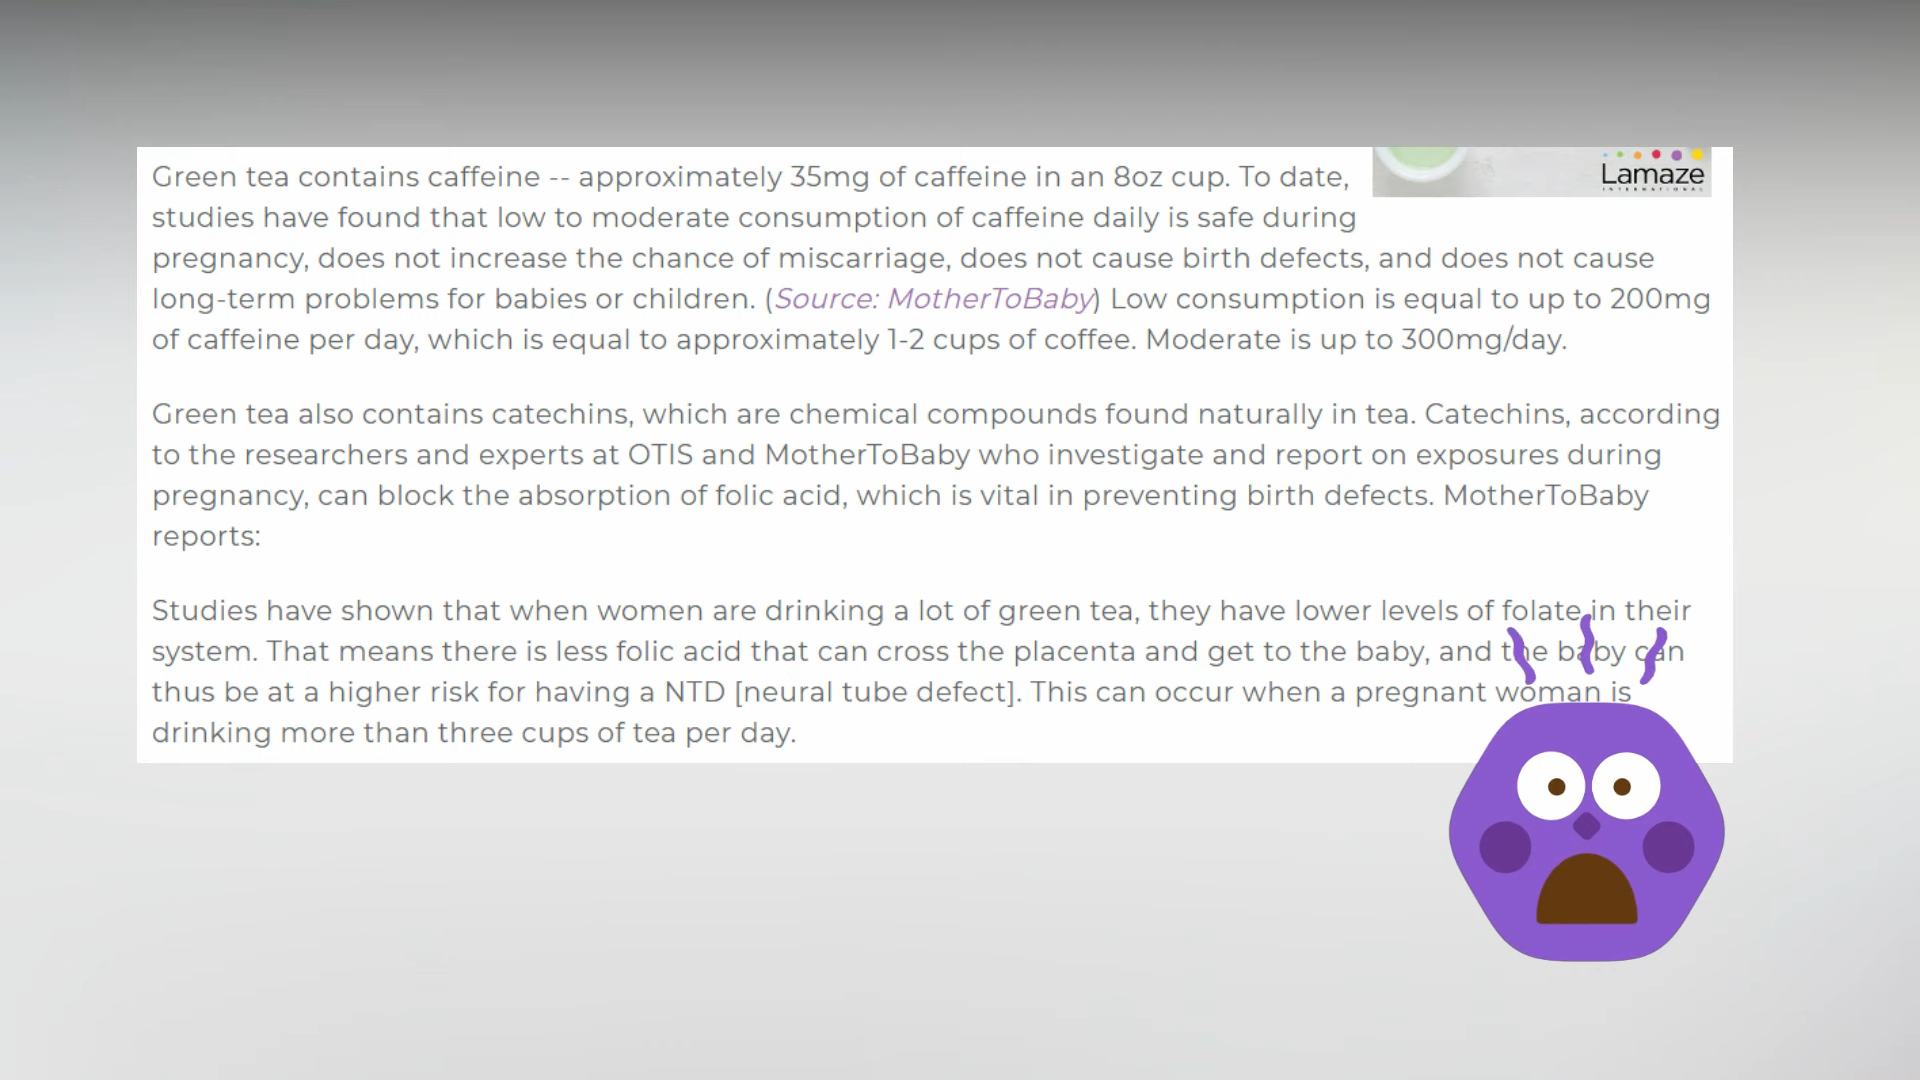 Green tea contains caffeine -- approximately 35mg of caffeine in an 8oz cup. To date,
studies have found that low to moderate consumption of caffeine daily is safe during
pregnancy, does not increase the chance of miscarriage, does not cause birth defects, and does not cause
long-term problems for babies or children. (Source: MotherToBaby) Low consumption is equal to up to 200mg
of caffeine per day, which is equal to approximately 1-2 cups of coffee. Moderate is up to 300mg/day.
Lamaze
INTERNATIONAL
Green tea also contains catechins, which are chemical compounds found naturally in tea. Catechins, according
to the researchers and experts at OTIS and MotherToBaby who investigate and report on exposures during
pregnancy, can block the absorption of folic acid, which is vital in preventing birth defects. MotherToBaby
reports:
Studies have shown that when women are drinking a lot of green tea, they have lower levels of folate in their
system. That means there is less folic acid that can cross the placenta and get to the baby, and the baby can
thus be at a higher risk for having a NTD [neural tube defect]. This can occur when a pregnant woman is
drinking more than three cups of tea per day.